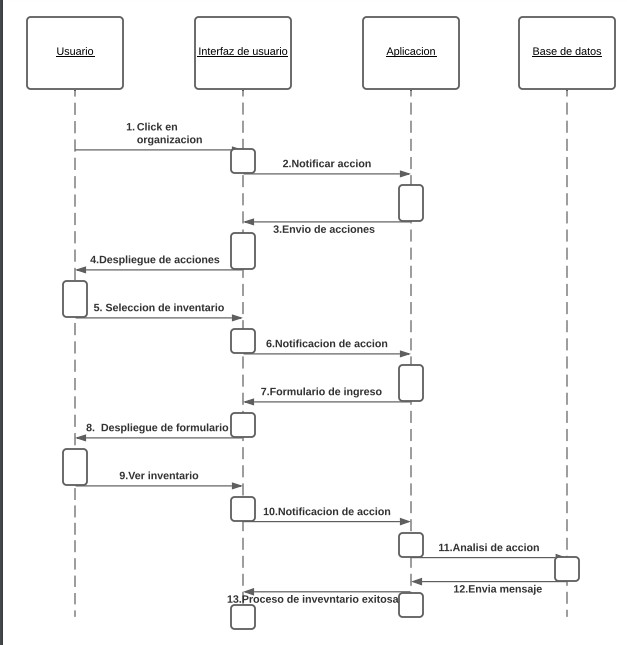 Usuario
Interfaz de usuario
Aplicacion
Base de datos
1. Click en
organizacion
2.Notificar accion
3.Envio de acciones
4.Despliegue de acciones
5. Seleccion de inventario
6.Notificacion de accion
7.Formulario de ingreso
8. Despliegue de formulario
9.Ver inventario
10.Notificacion de accion
11.Analisi de accion
12.Envia mensaje
13.Proceso de invevntario exitosa